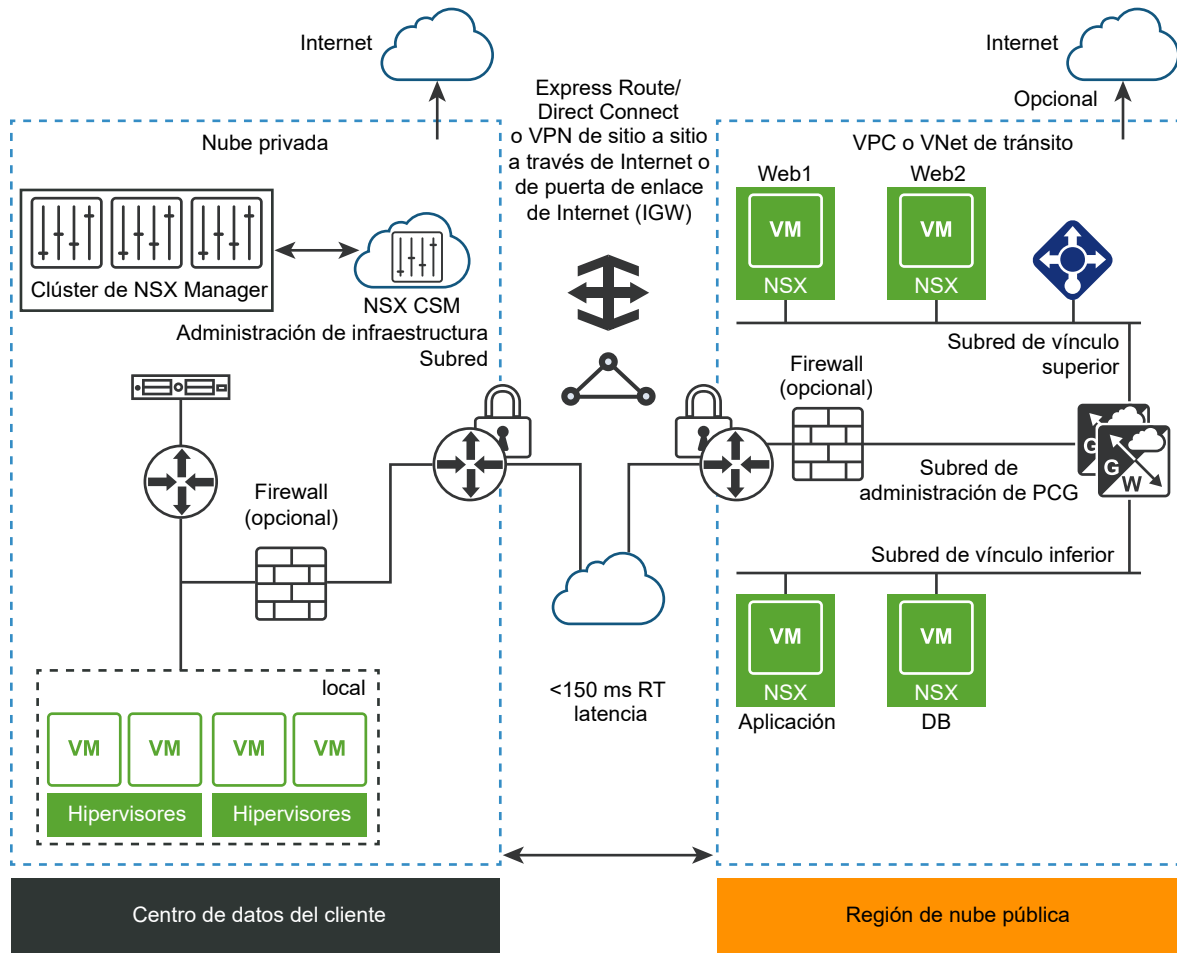 Internet
Nube privada
Clúster de NSX Manager
NSX CSM
Administración de infraestructura
Subred
Firewall
(opcional)
local
VM
VM
VM
VM
Hipervisores
Hipervisores
Centro de datos del cliente
Express Route/
Direct Connect
o VPN de sitio a sitio
a través de Internet o
de puerta de enlace
de Internet (IGW)
<150 ms RT
latencia
Internet
Opcional
VPC o VNet de tránsito
Web1
Web2
VM
NSX
VM
NSX
Subred de vínculo
superior
Firewall
(opcional)
G
G
W
Subred de
administración de PCG
Subred de vínculo inferior
VM
NSX
VM
NSX
Aplicación
DB
Región de nube pública